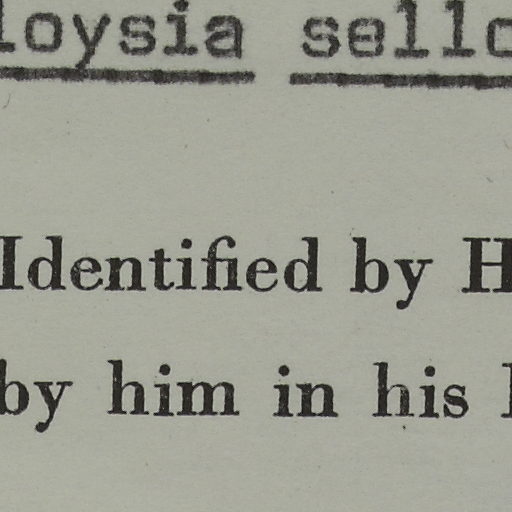 loysia sello
Identified by H
by him in his